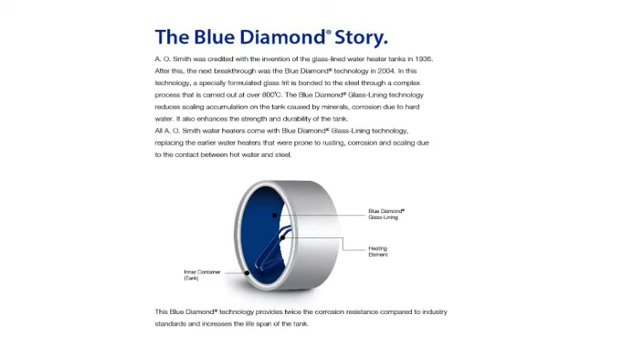 The Blue Diamond® Story.
A. O. Smith was credited with the invention of the glass-lined water heater tanks in 1936.
After this, the next breakthrough was the Blue Diamond® technology in 2004. In this
technology, a specially formulated glass frit is bonded to the steel through a complex
process that is carried out at over 800°C. The Blue Diamond® Glass-Lining technology
reduces scaling accumulation on the tank caused by minerals, corrosion due to hard
water. It also enhances the strength and durability of the tank.
All A. O. Smith water heaters come with Blue Diamond® Glass-Lining technology,
replacing the earlier water heaters that were prone to rusting, corrosion and scaling due
to the contact between hot water and steel.
Blue Diamond®
Glass-Lining
Heating
Element
Inner Container
(Tank)
This Blue Diamond® technology provides twice the corrosion resistance compared to industry
standards and increases the life span of the tank.